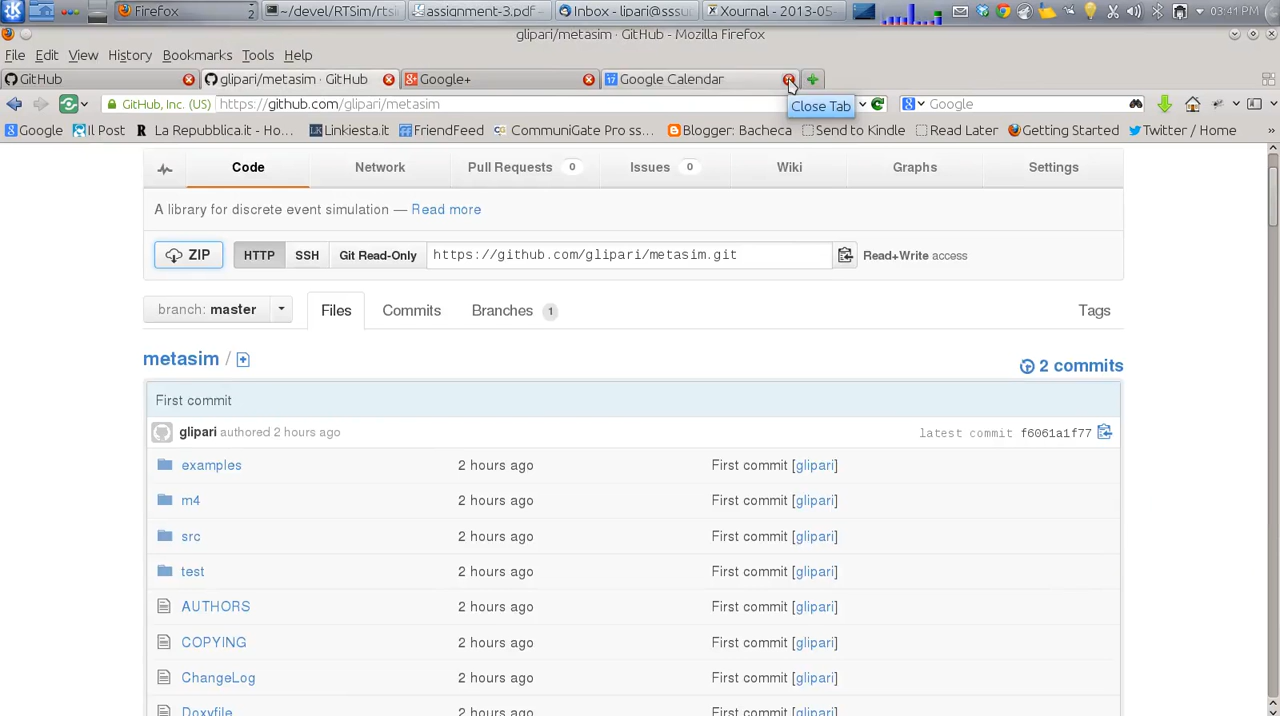 Firefox 2 ~/devel/RTSim/rtsi assignment-3.pdf - Inbox - lipari@sssu Xournal - 2013-05- 03:41 PM
glipari/metasim · GitHub - Mozilla Firefox
File Edit View History Bookmarks Tools Help
GitHub glipari/metasim · GitHub Google+ 17 Google Calendar
GitHub, Inc. (US) https://github.com/glipari/metasim Google
Close Tab
Google Il Post La Repubblica.it - Ho... Linkiesta.it FriendFeed CommuniGate Pro ss... Blogger: Bacheca Send to Kindle Read Later Getting Started Twitter / Home
Code Network Pull Requests 0 Issues 0 Wiki Graphs Settings
A library for discrete event simulation — Read more
ZIP HTTP SSH Git Read-Only https://github.com/glipari/metasim.git Read+Write access
branch: master Files Commits Branches 1 Tags
metasim / 2 commits
First commit
glipari authored 2 hours ago latest commit f6061a1f77
examples 2 hours ago First commit [glipari]
m4 2 hours ago First commit [glipari]
src 2 hours ago First commit [glipari]
test 2 hours ago First commit [glipari]
AUTHORS 2 hours ago First commit [glipari]
COPYING 2 hours ago First commit [glipari]
ChangeLog 2 hours ago First commit [glipari]
Doxyfile 2 hours ago First commit [glipari]